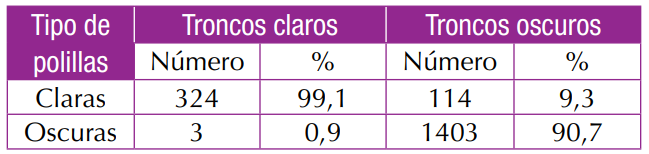 Tipo de polillas Troncos claros Troncos oscuros
Número % Número %
Claras 324 99,1 114 9,3
Oscuras 3 0,9 1403 90,7